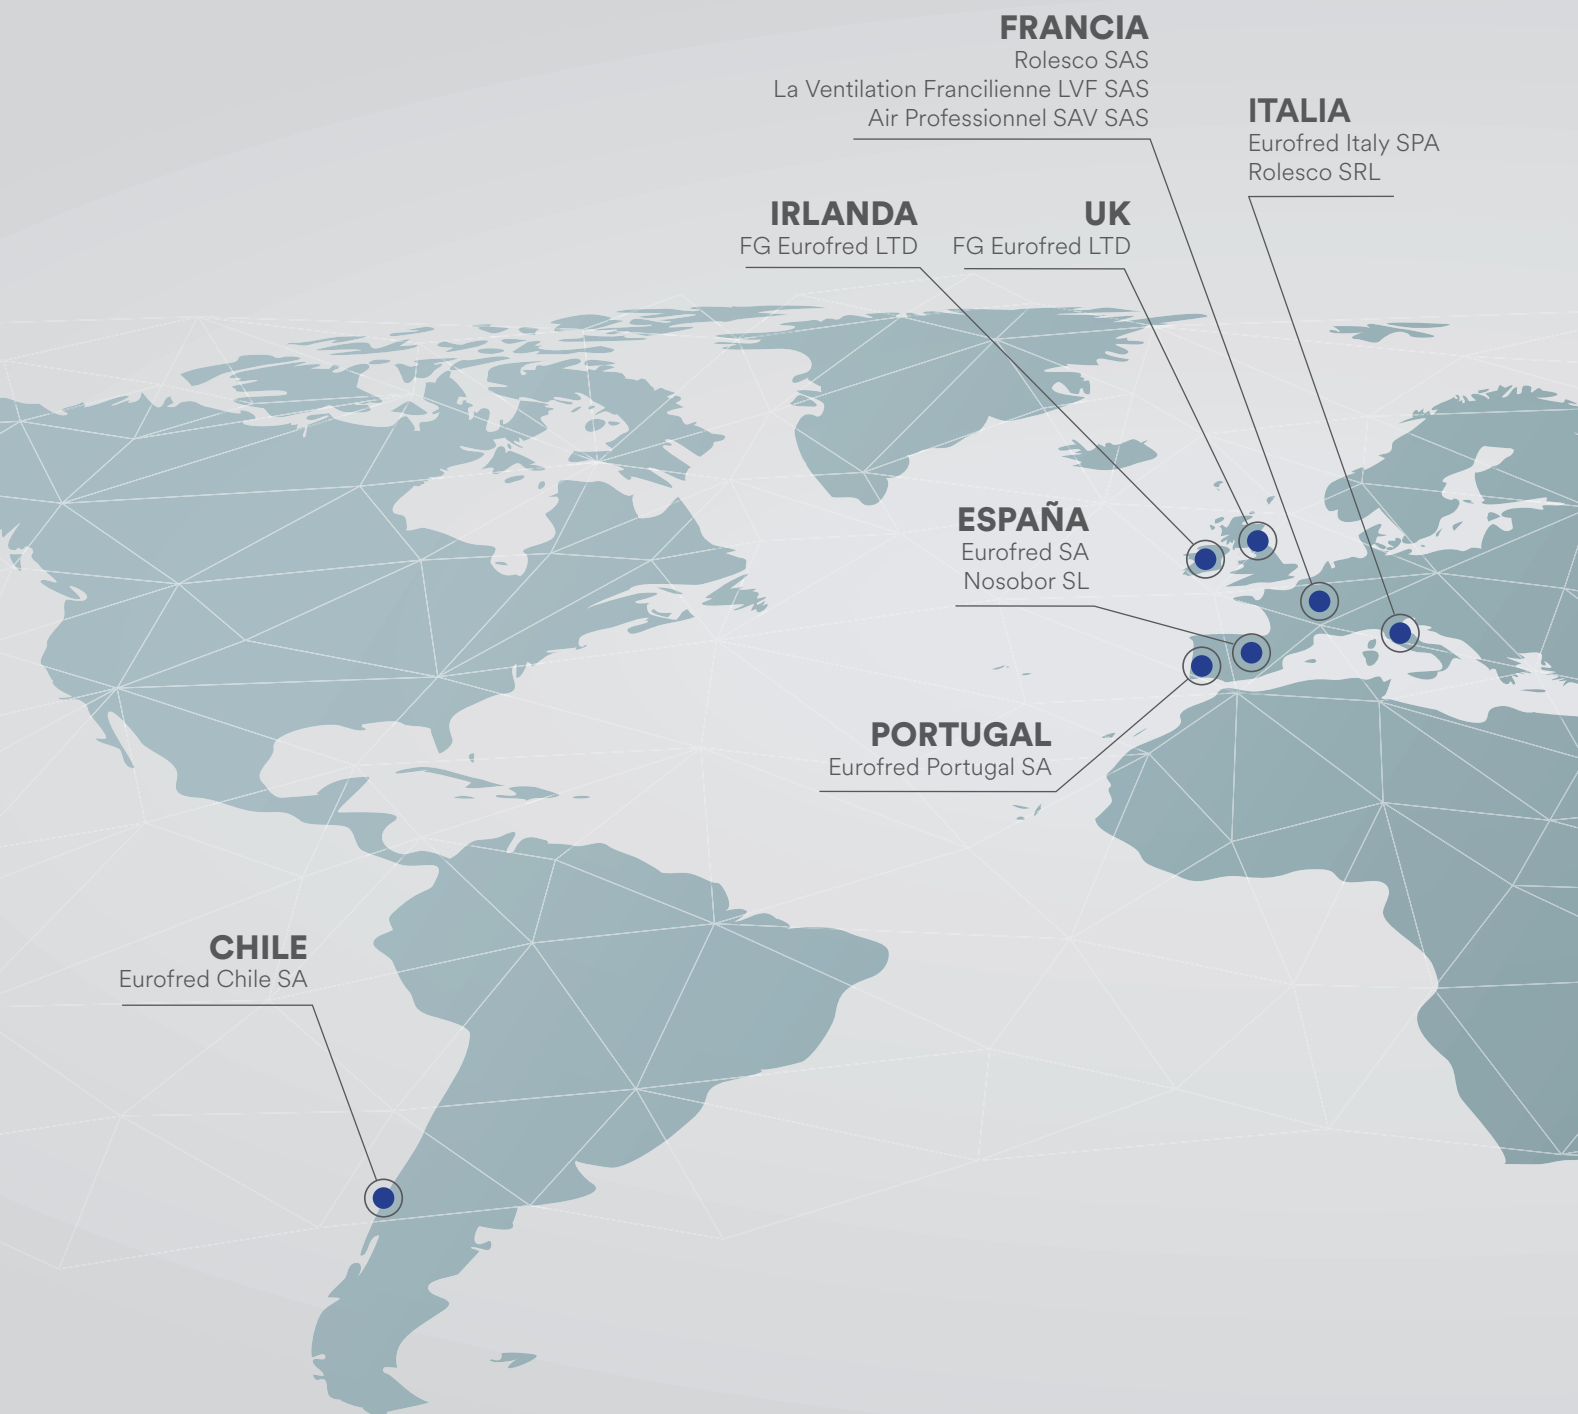 FRANCIA
Rolesco SAS
La Ventilation Francilienne LVF SAS
Air Professionnel SAV SAS
ITALIA
Eurofred Italy SPA
Rolesco SRL
IRLANDA
FG Eurofred LTD
UK
FG Eurofred LTD
ESPAÑA
Eurofred SA
Nosobor SL
PORTUGAL
Eurofred Portugal SA
CHILE
Eurofred Chile SA